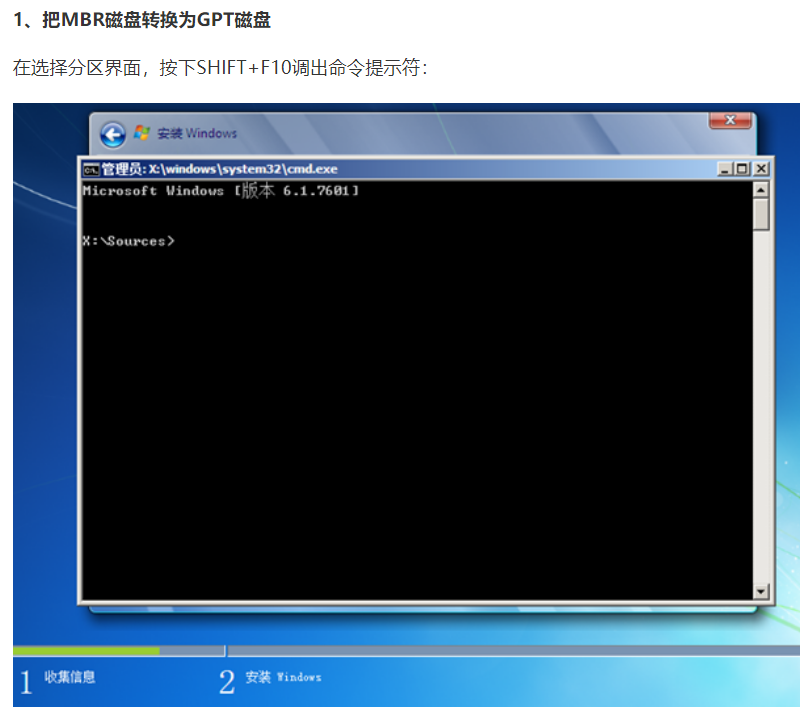 1、把MBR磁盘转换为GPT磁盘
在选择分区界面，按下SHIFT+F10调出命令提示符：
安装 Windows
管理员: X:\windows\system32\cmd.exe
Microsoft Windows [版本 6.1.7601]
X:\Sources>
1 收集信息
2 安装 Windows